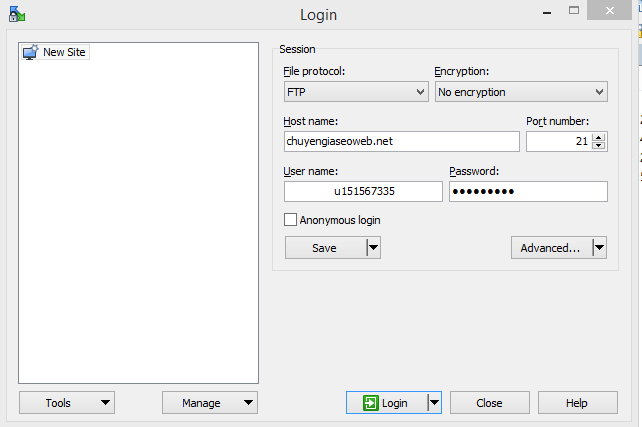 Login
New Site
Session
File protocol: Encryption:
FTP No encryption
Host name: Port number:
chuyengiaseoweb.net 21
User name: Password:
u151567335 ●●●●●●●●●
Anonymous login
Save Advanced...
Tools Manage Login Close Help